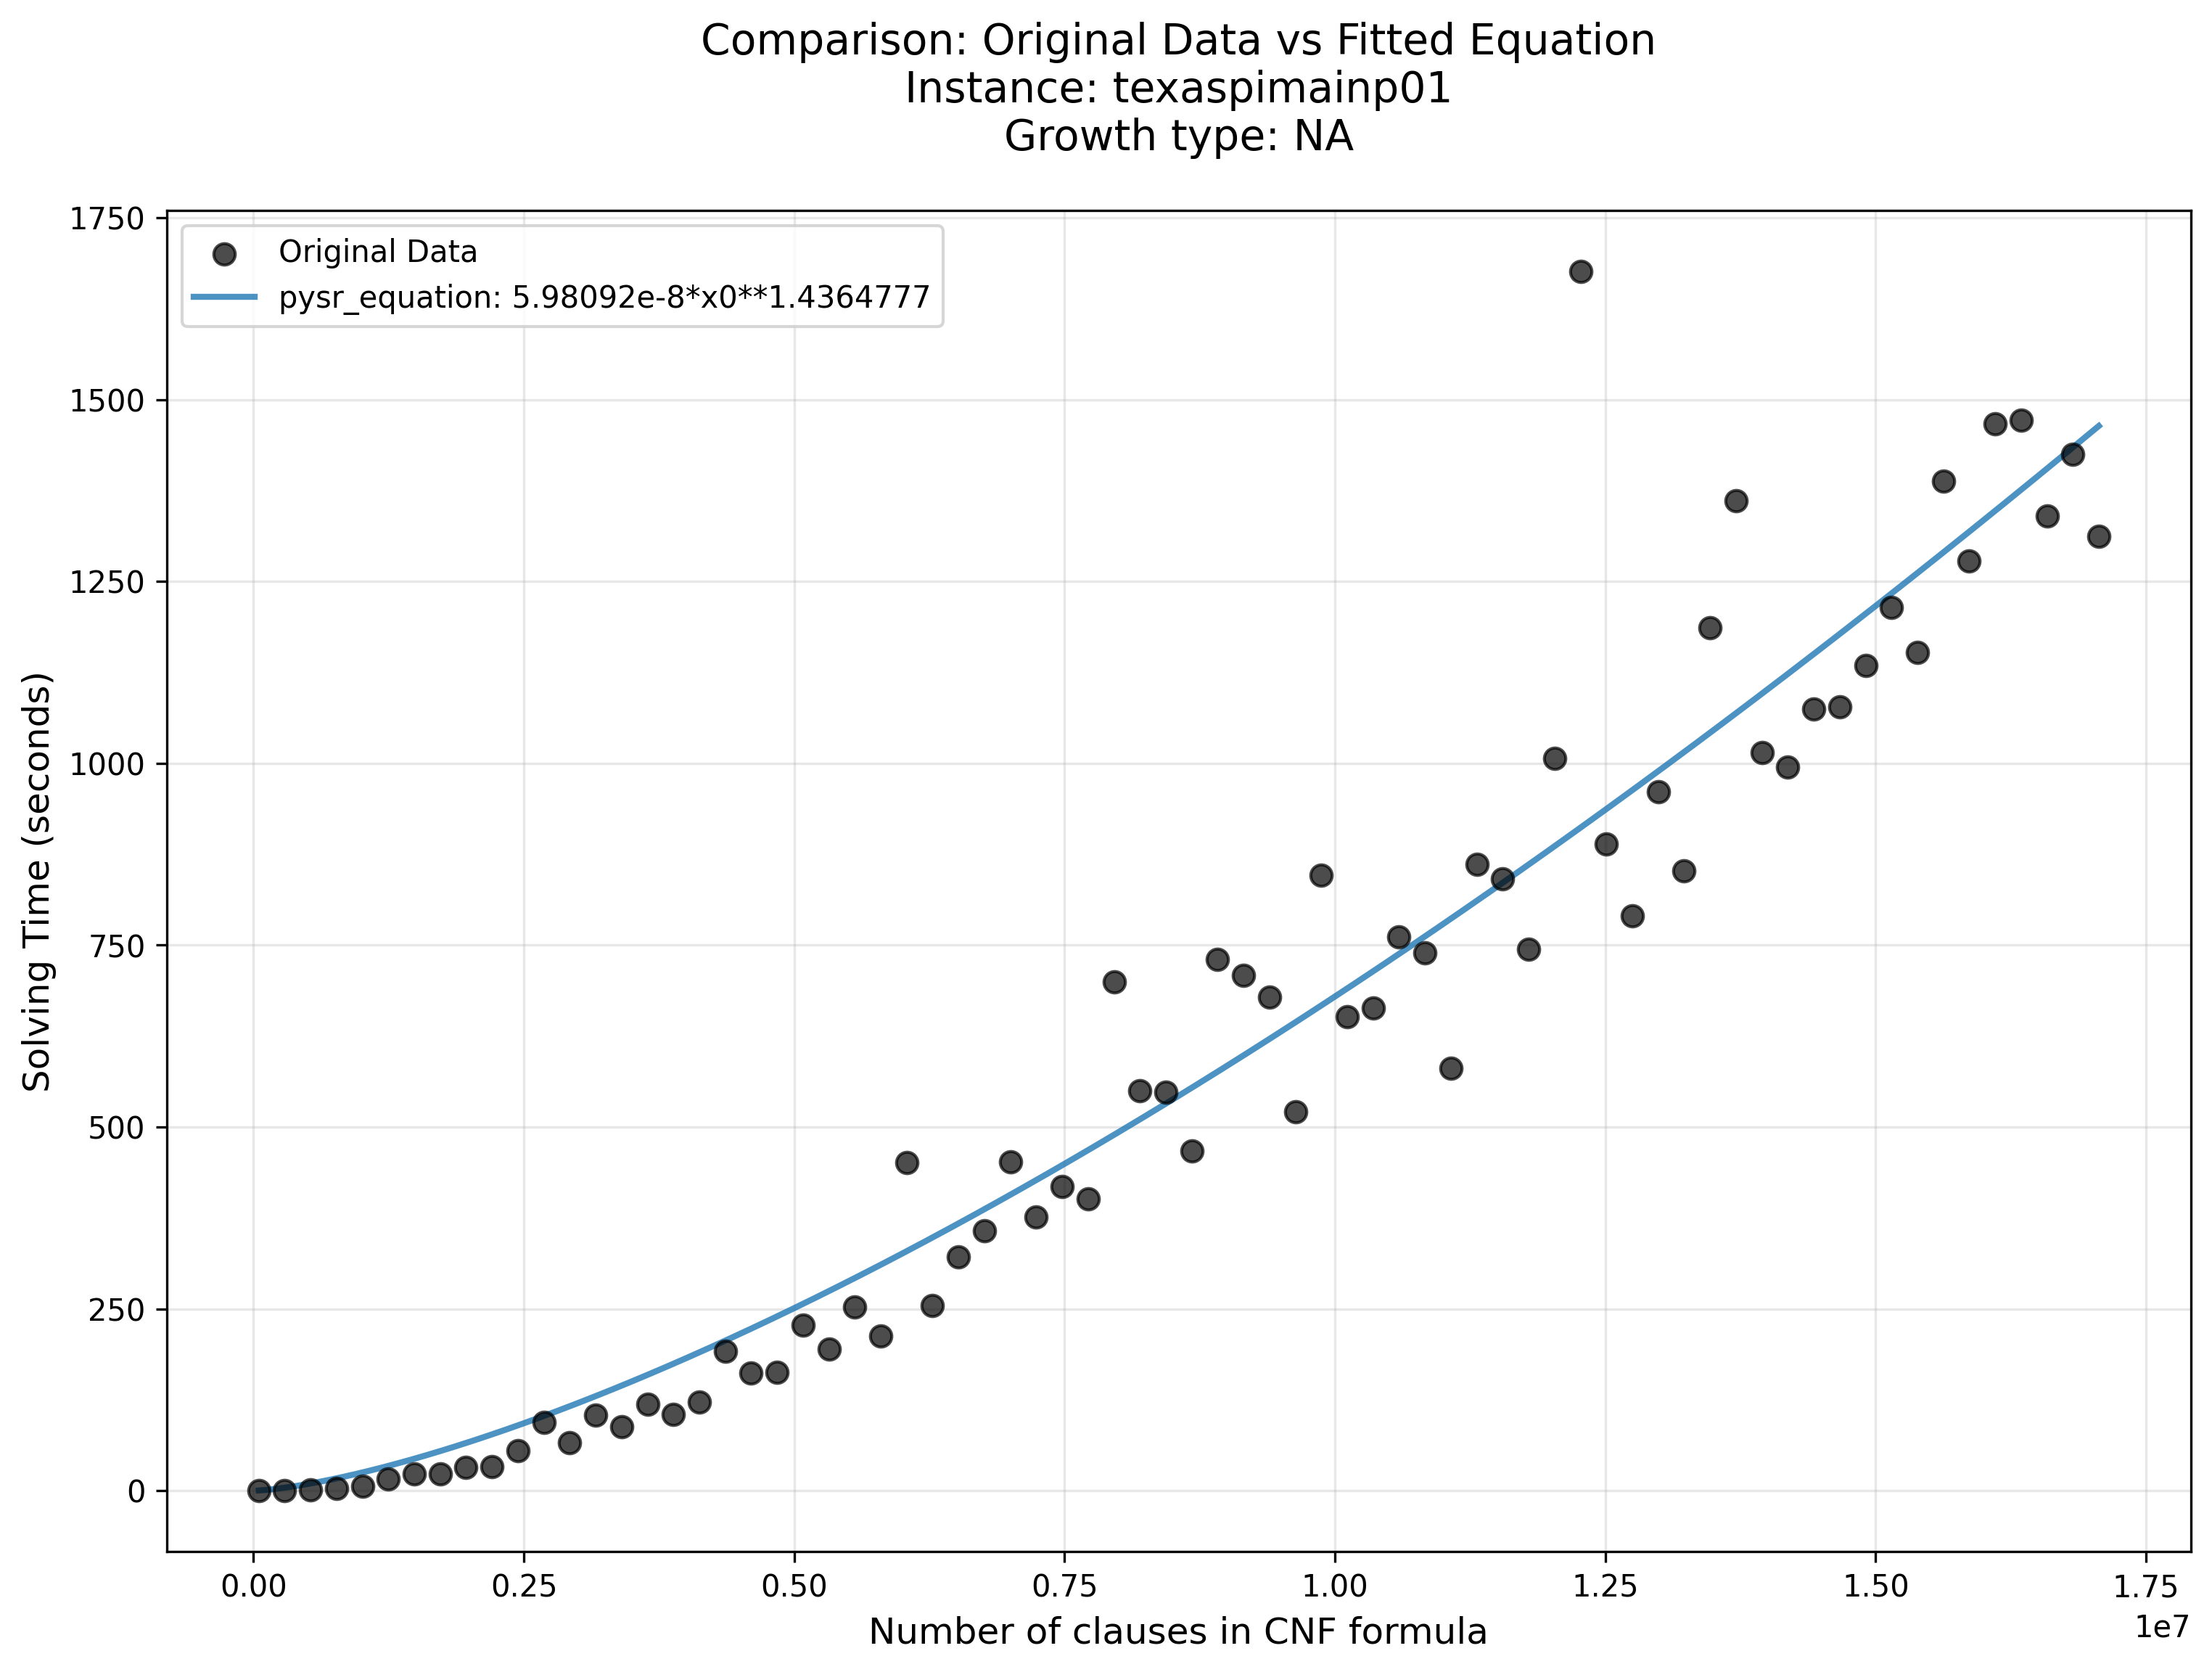 Comparison: Original Data vs Fitted Equation
Instance: texaspimainp01
Growth type: NA
Original Data
pysr_equation: 5.98092e-8*x0**1.4364777
1750
1500
1250
1000
750
500
250
0
Solving Time (seconds)
0.00
0.25
0.50
0.75
1.00
1.25
1.50
1.75
1e7
Number of clauses in CNF formula